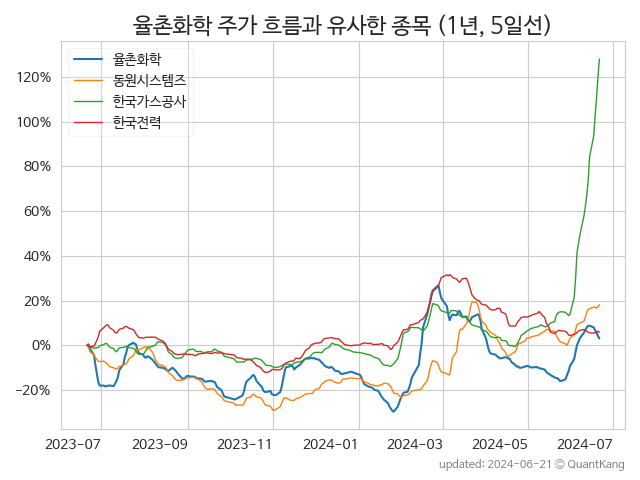 율촌화학 주가 흐름과 유사한 종목 (1년, 5일선)
율촌화학
동원시스템즈
한국가스공사
한국전력
120%
100%
80%
60%
40%
20%
0%
−20%
2023-07
2023-09
2023-11
2024-01
2024-03
2024-05
2024-07
updated: 2024-06-21 © QuantKang